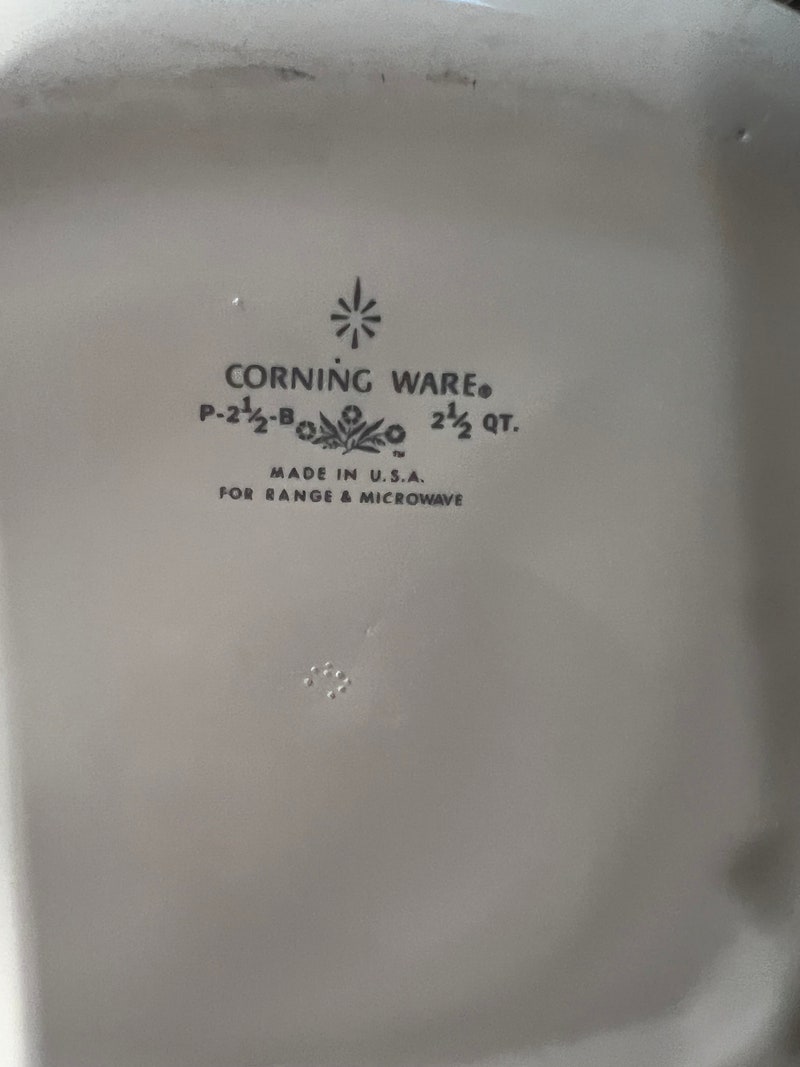 CORNING WARE®
P-2½-B 2½ QT.
TM
MADE IN U.S.A.
FOR RANGE & MICROWAVE